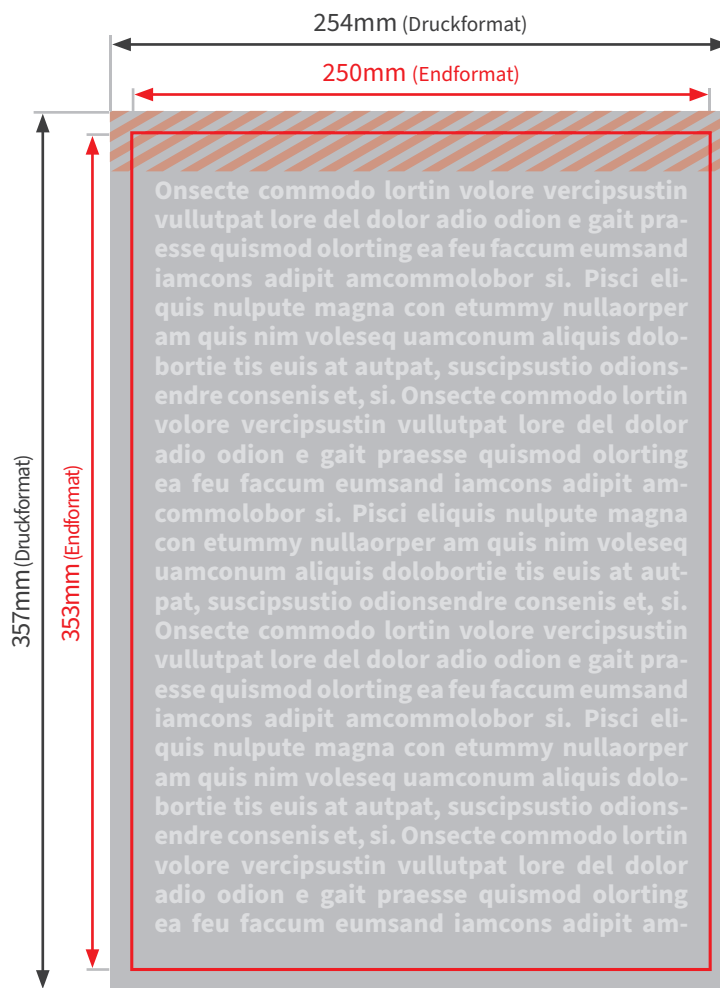 254mm (Druckformat)
250mm (Endformat)
357mm (Druckformat)
353mm (Endformat)
Onsecte commodo lortin volore vercipsustin
vullutpat lore del dolor adio odion e gait pra-
esse quismod olorting ea feu faccum eumsand
iamcons adipit amcommolobor si. Pisci eli-
quis nulpute magna con etummy nullaorper
am quis nim voleseq uamconum aliquis dolo-
bortie tis euis at autpat, suscipsustio odions-
endre consenis et, si. Onsecte commodo lortin
volore vercipsustin vullutpat lore del dolor
adio odion e gait praesse quismod olorting
ea feu faccum eumsand iamcons adipit am-
commolobor si. Pisci eliquis nulpute magna
con etummy nullaorper am qiis nim voleseq
uamconum aliquis dolobortie tis euis at aut-
pat, suscipsustio odionsendre consenis et, si.
Onsecte commodo lortin volore vercipsustin
vullutpat lore del dolor adio odion e gait pra-
esse quismod olorting ea feu faccum eumsand
iamcons adipit amcommolobor si. Pisci eli-
quis nulpute magna con etummy nullaorper
am quis nim voleseq uamconum aliquis dolo-
bortie tis euis at autpat, suscipsustio odions-
endre consenis et, si. Onsecte commodo lortin
volore vercipsustin vullutpat lore del dolor
adio odion e gait praesse quismod olorting
ea feu faccum eumsand iamcons adipit am-